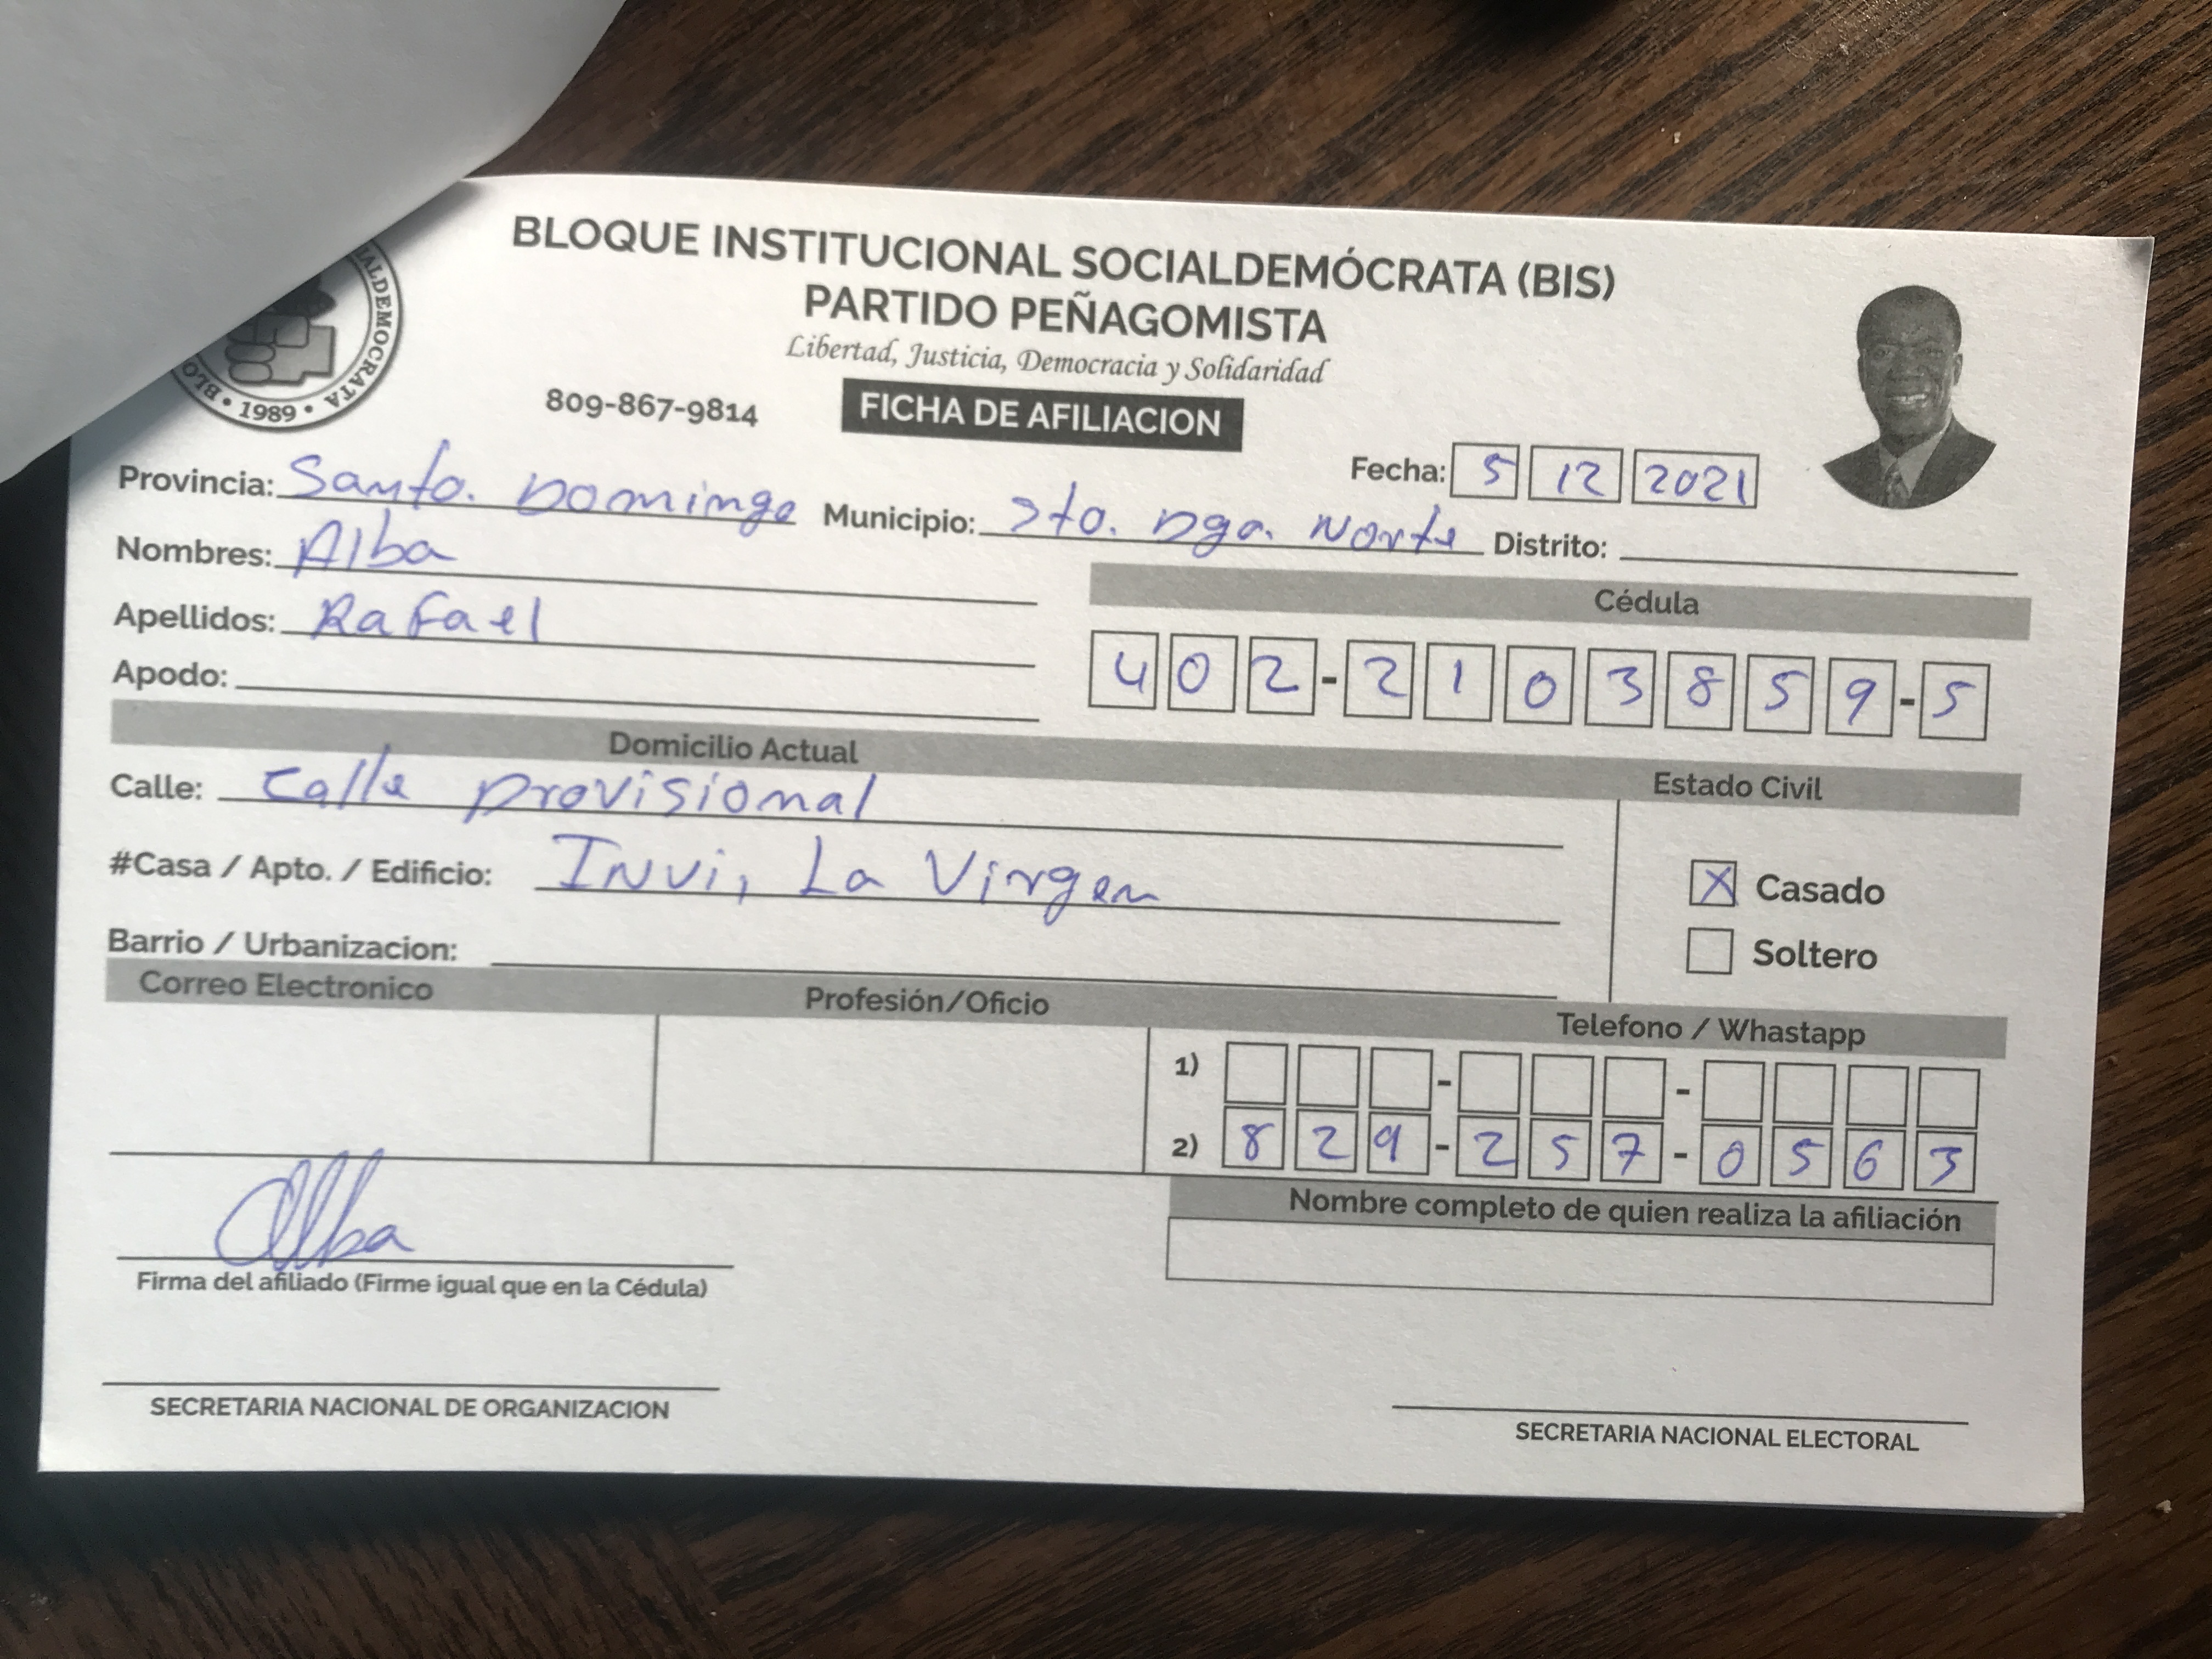 BLOQUE INSTITUCIONAL SOCIALDEMÓCRATA (BIS)
PARTIDO PEÑAGOMISTA
Libertad, Justicia, Democracia y Solidaridad
ALDEMOCRATA
BLO • 1989 •
809-867-9814 FICHA DE AFILIACION
Fecha: 5 12 2021
Provincia: Santo. Domingo Municipio: Sto. Dgo. Norte Distrito:
Nombres: Alba
Cédula
Apellidos: Rafael
402-2103859-5
Apodo:
Domicilio Actual
Estado Civil
Calle: Calle provisional
Casado X
#Casa / Apto. / Edificio: INVi, La Virgen
Soltero
Barrio / Urbanizacion:
Correo Electronico Profesión/Oficio Telefono / Whastapp
1) - -
2) 829-257-0563
Nombre completo de quien realiza la afiliación
Alba
Firma del afiliado (Firme igual que en la Cédula)
SECRETARIA NACIONAL DE ORGANIZACION
SECRETARIA NACIONAL ELECTORAL